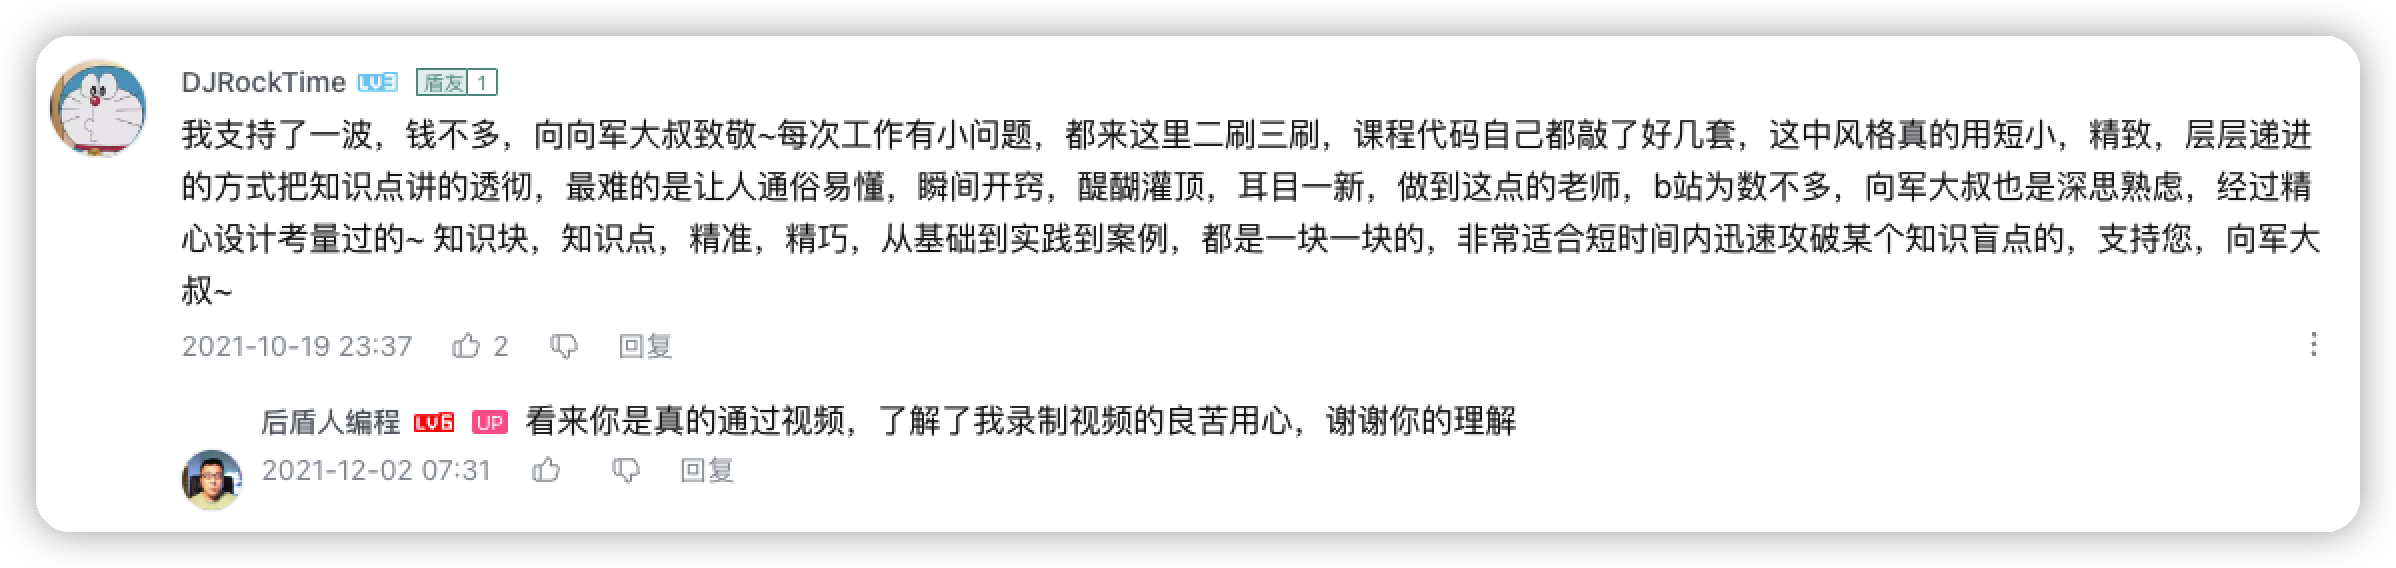 DJRockTime LV3 盾友 1
我支持了一波，钱不多，向向军大叔致敬~每次工作有小问题，都来这里二刷三刷，课程代码自己都敲了好几套，这中风格真的用短小，精致，层层递进
的方式把知识点讲的透彻，最难的是让人通俗易懂，瞬间开窍，醍醐灌顶，耳目一新，做到这点的老师，b站为数不多，向军大叔也是深思熟虑，经过精
心设计考量过的~ 知识块，知识点，精准，精巧，从基础到实践到案例，都是一块一块的，非常适合短时间内迅速攻破某个知识盲点的，支持您，向军大
叔~
2021-10-19 23:37 2 回复
后盾人编程 LV6 UP 看来你是真的通过视频，了解了我录制视频的良苦用心，谢谢你的理解
2021-12-02 07:31 回复